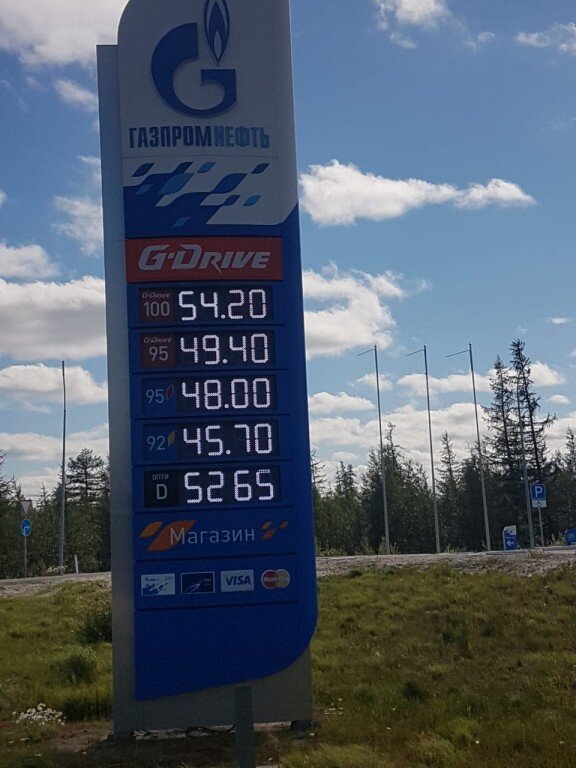 ГАЗПРОМНЕФТЬ
G-DRIVE
G-DRIVE 100 54.20
G-DRIVE 95 49.40
95 48.00
92 45.70
ОПТИ D 52 65
Магазин
VISA MasterCard
P